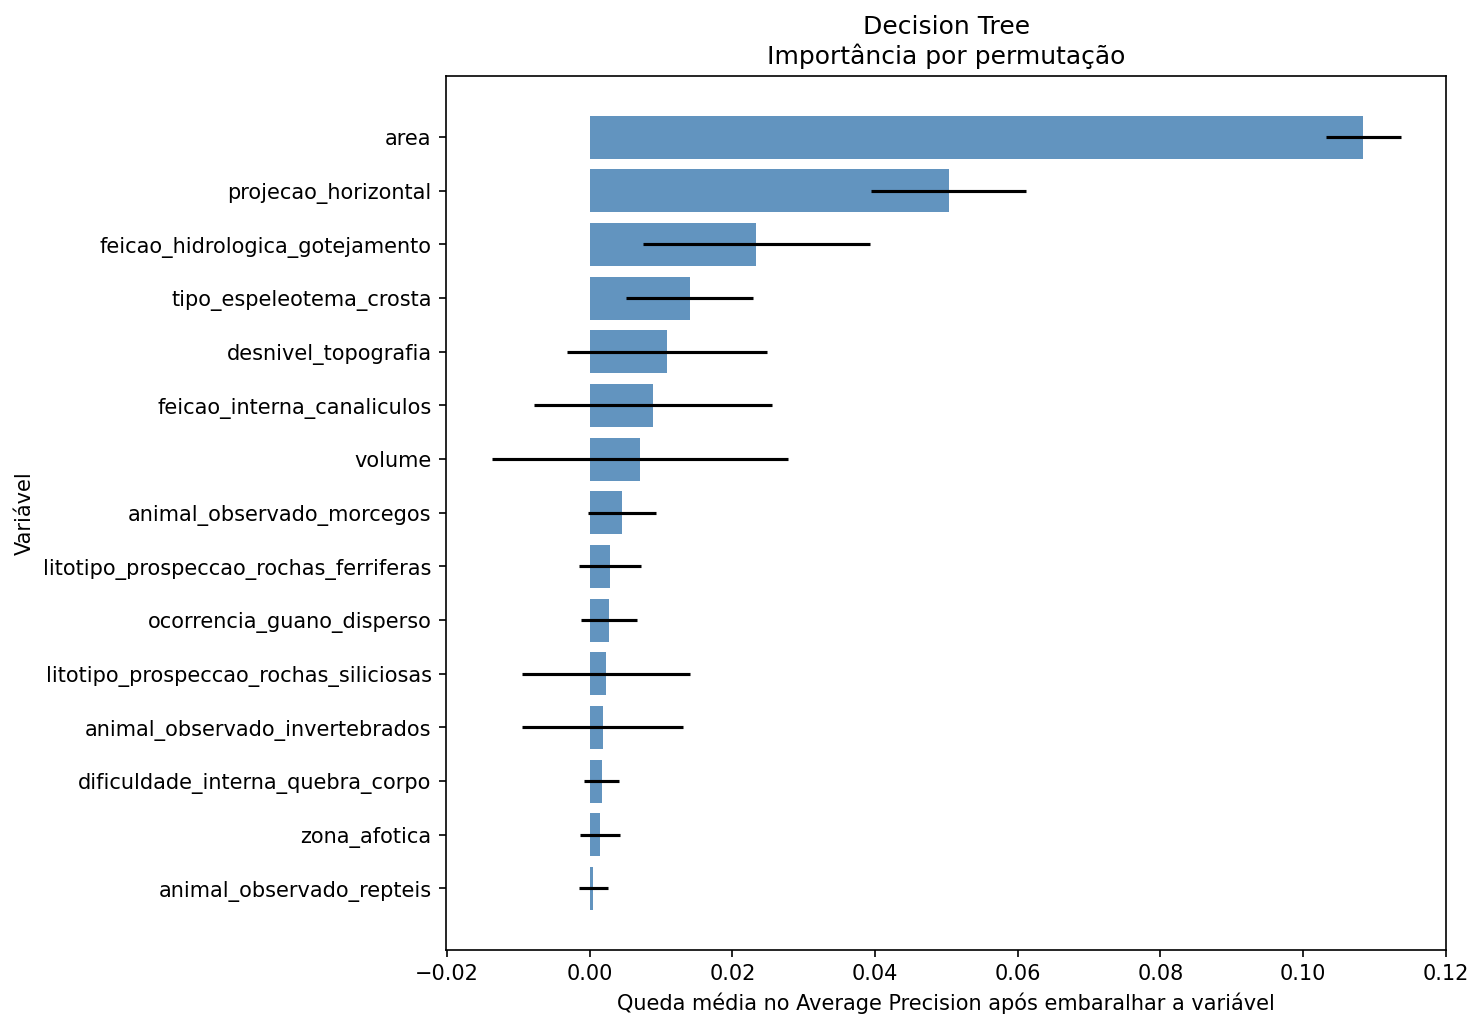 Decision Tree
Importância por permutação
Variável
area
projecao_horizontal
feicao_hidrologica_gotejamento
tipo_espeleotema_crosta
desnivel_topografia
feicao_interna_canaliculos
volume
animal_observado_morcegos
litotipo_prospeccao_rochas_ferriferas
ocorrencia_guano_disperso
litotipo_prospeccao_rochas_siliciosas
animal_observado_invertebrados
dificuldade_interna_quebra_corpo
zona_afotica
animal_observado_repteis
−0.02 0.00 0.02 0.04 0.06 0.08 0.10 0.12
Queda média no Average Precision após embaralhar a variável